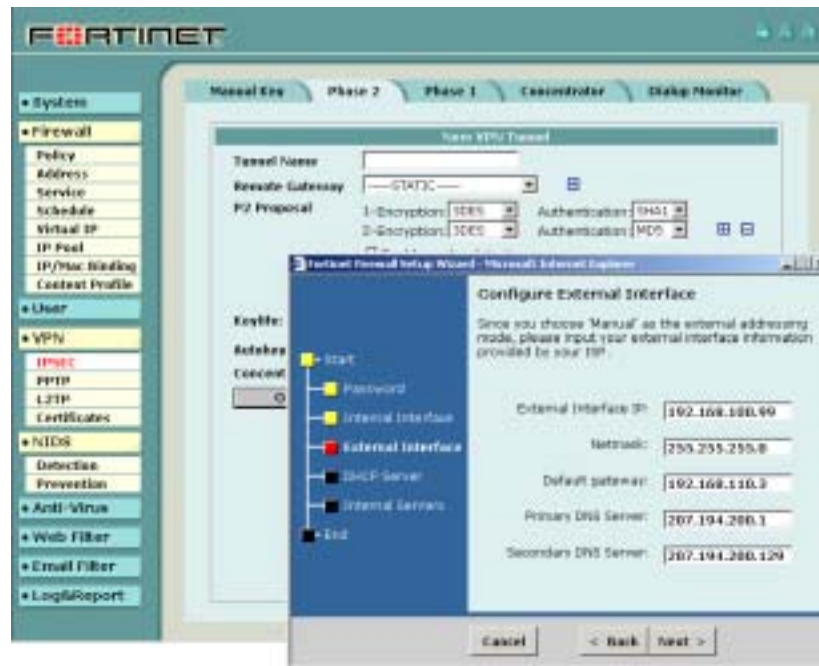 FORTINET
Manual Key
Phase 2
Phase 1
Concentrator
Dialup Monitor
• System
• Firewall
Policy
Address
Service
Schedule
Virtual IP
IP Pool
IP/Mac Binding
Content Profile
• User
• VPN
IPSEC
PPTP
L2TP
Certificates
• NIDS
Detection
Prevention
• Anti-Virus
• Web Filter
• Email Filter
• Log&Report
New VPN Tunnel
Tunnel Name
Remote Gateway
-----STATIC-----
P2 Proposal
1-Encryption: 3DES Authentication: SHA1
2-Encryption: 3DES Authentication: MD5
Keylife:
Concent
Fortinet Firewall Setup Wizard - Microsoft Internet Explorer
Start
Password
Internal Interface
External Interface
DHCP Server
Internal Servers
End
Configure External Interface
Since you choose 'Manual' as the external addressing
mode, please input your external interface information
provided by your ISP.
External Interface IP: 192.168.100.99
Netmask: 255.255.255.0
Default gateway: 192.168.110.3
Primary DNS Server: 207.194.200.1
Secondary DNS Server: 207.194.200.129
Cancel
< Back
Next >